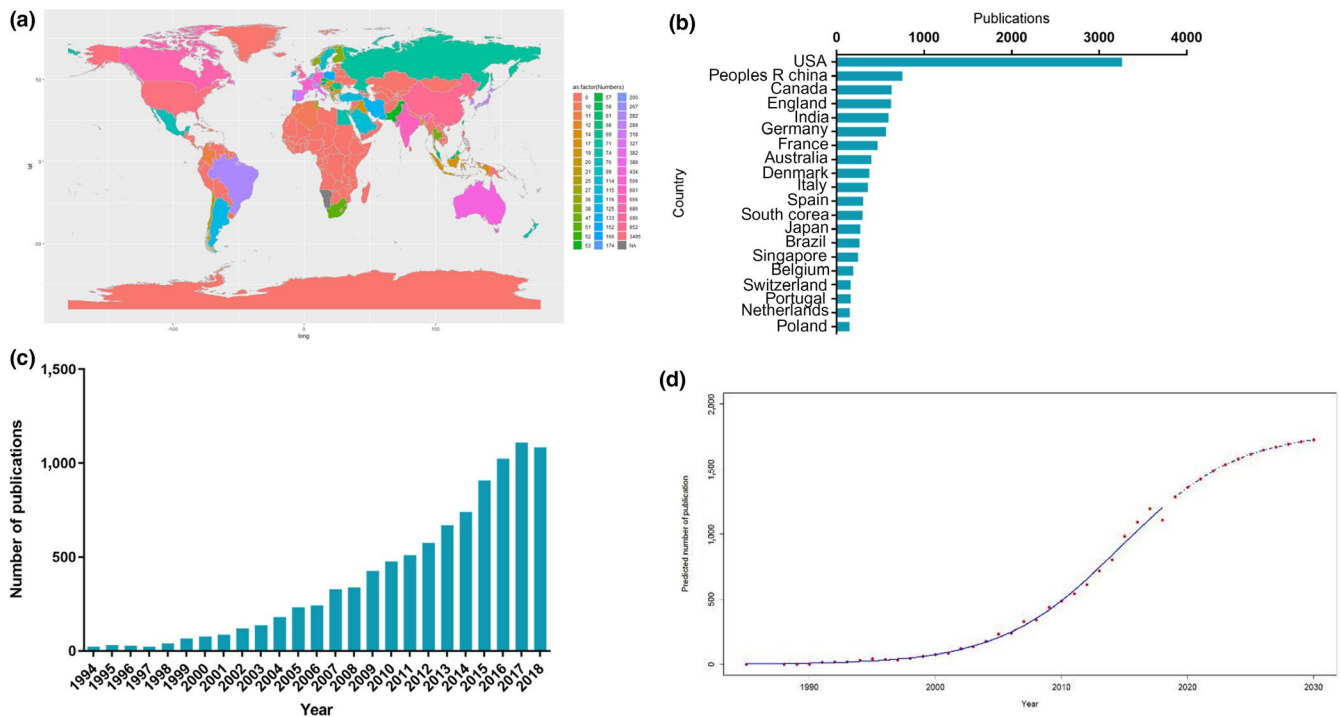 (a)
50
0
-50
lat
-100
0
100
long
as.factor(Numbers)
0 57 200
10 58 267
11 61 282
12 68 289
14 69 318
17 71 327
19 74 382
20 76 388
21 99 434
25 114 506
27 115 601
36 116 656
38 125 686
47 133 690
51 152 852
52 166 3495
53 174 NA
(b)
Publications
0 1000 2000 3000 4000
Country
USA
Peoples R china
Canada
England
India
Germany
France
Australia
Denmark
Italy
Spain
South corea
Japan
Brazil
Singapore
Belgium
Switzerland
Portugal
Netherlands
Poland
(c)
Number of publications
1,500
1,000
500
0
1994 1995 1996 1997 1998 1999 2000 2001 2002 2003 2004 2005 2006 2007 2008 2009 2010 2011 2012 2013 2014 2015 2016 2017 2018
Year
(d)
Predicted number of publication
2,000
1,500
1,000
500
0
1990 2000 2010 2020 2030
Year